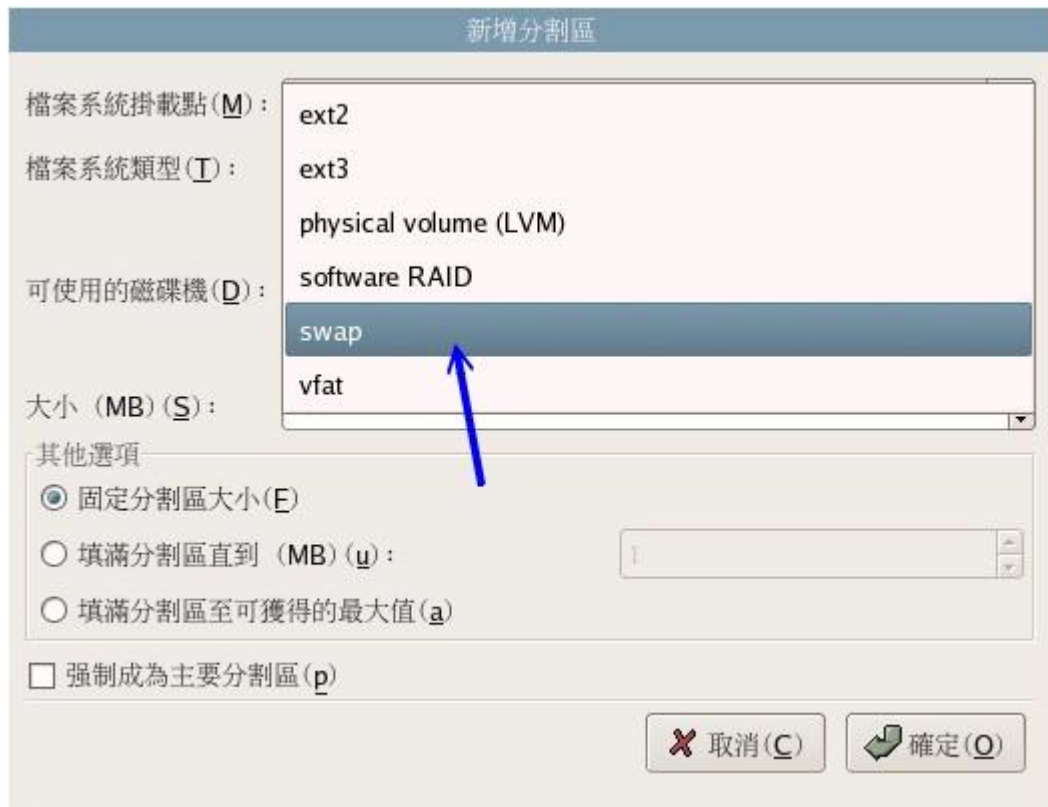 新增分割區
檔案系統掛載點(M)：
ext2
檔案系統類型(T)：
ext3
physical volume (LVM)
software RAID
可使用的磁碟機(D)：
swap
vfat
大小 (MB)(S)：
其他選項
固定分割區大小(F)
填滿分割區直到 (MB)(u)：
1
填滿分割區至可獲得的最大值(a)
强制成為主要分割區(p)
取消(C) 確定(O)